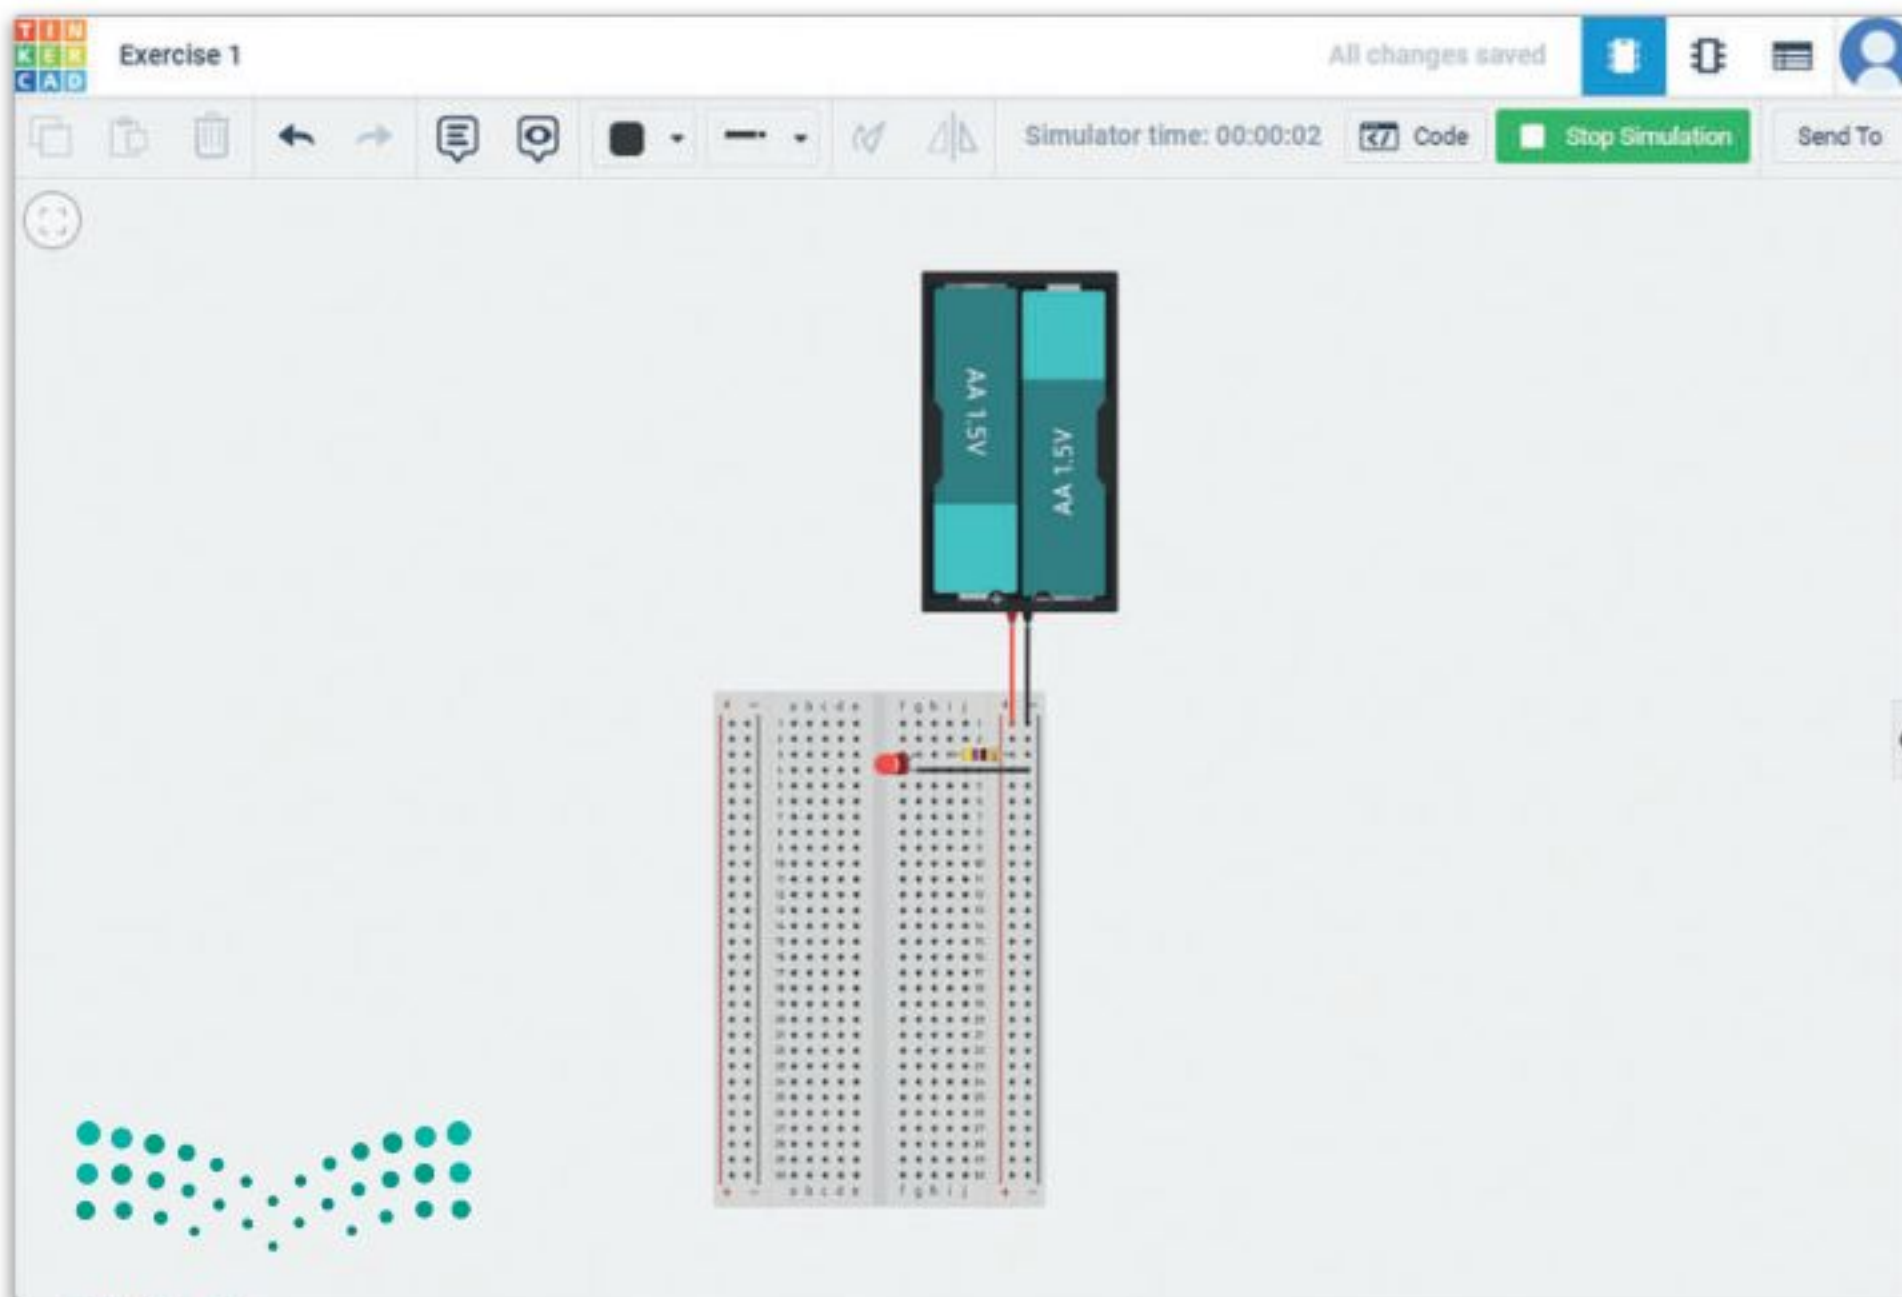 TIN
KER
CAD
Exercise 1
All changes saved
Simulator time: 00:00:02
Code
Stop Simulation
Send To
AA 1.5V
AA 1.5V
+ - a b c d e f g h i j + -
+ - a b c d e f g h i j + -